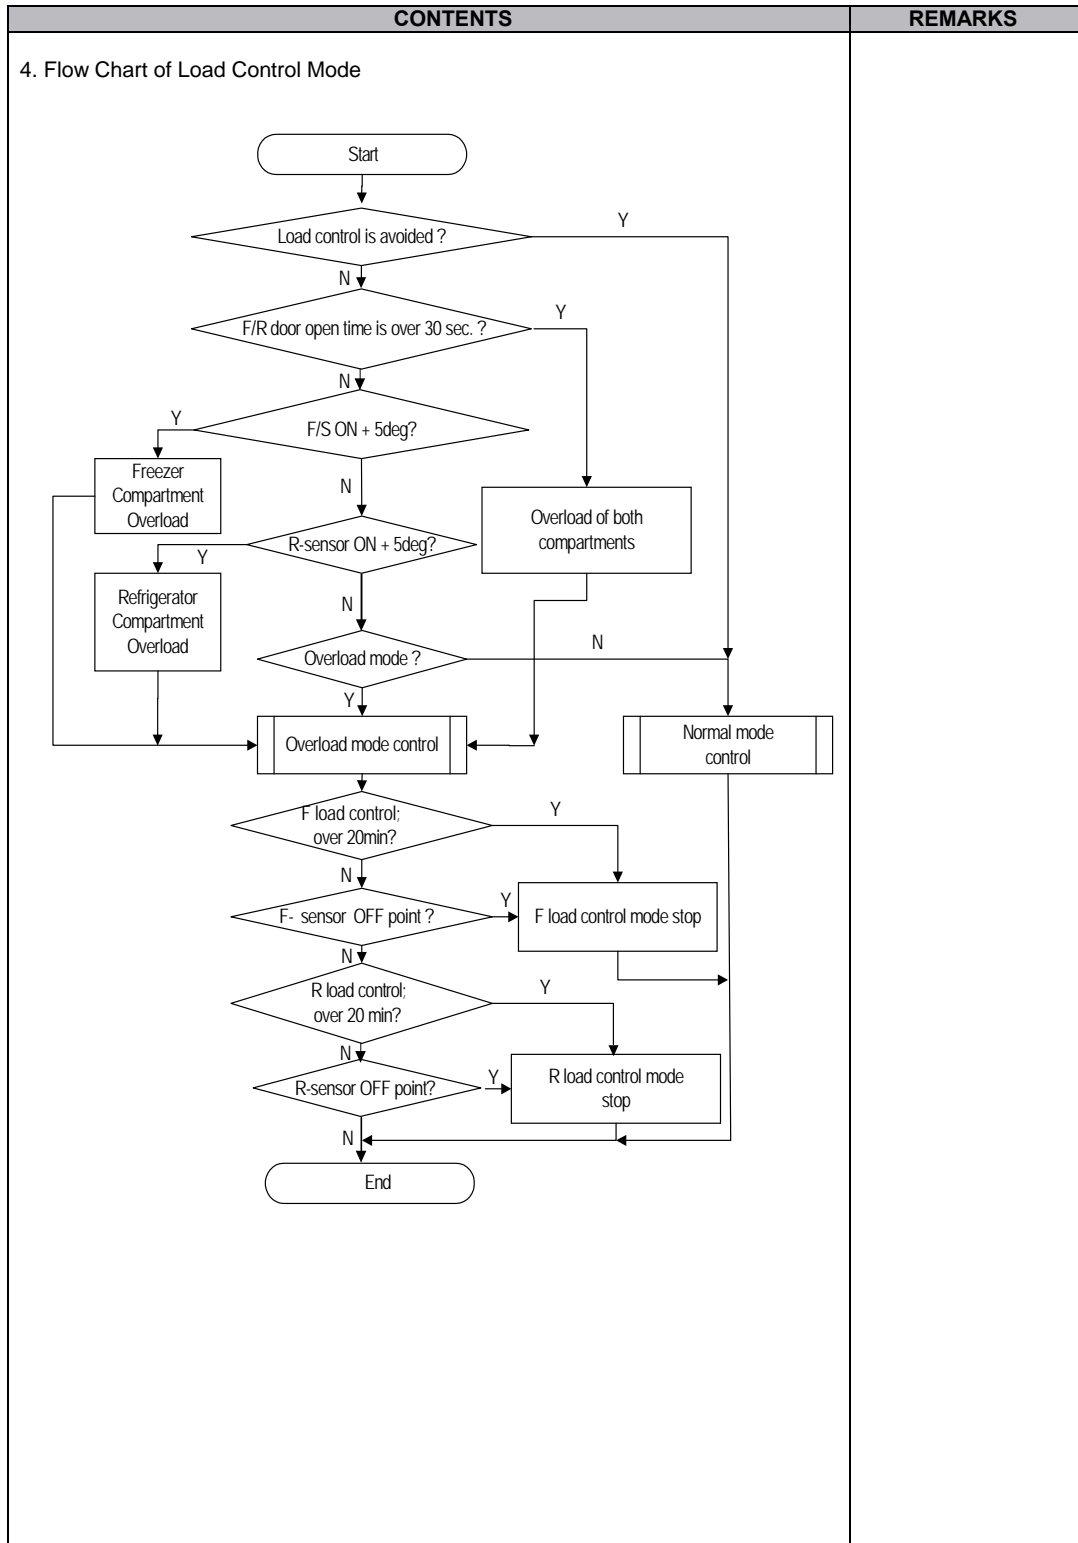 CONTENTS
REMARKS
4. Flow Chart of Load Control Mode
Start
Load control is avoided ?
Y
N
F/R door open time is over 30 sec. ?
Y
N
F/S ON + 5deg?
Y
Freezer
Compartment
Overload
N
Overload of both
compartments
R-sensor ON + 5deg?
Y
Refrigerator
Compartment
Overload
N
Overload mode ?
N
Y
Overload mode control
Normal mode
control
F load control;
over 20min?
Y
N
F- sensor OFF point ?
Y
F load control mode stop
N
R load control;
over 20 min?
Y
N
R-sensor OFF point?
Y
R load control mode
stop
N
End